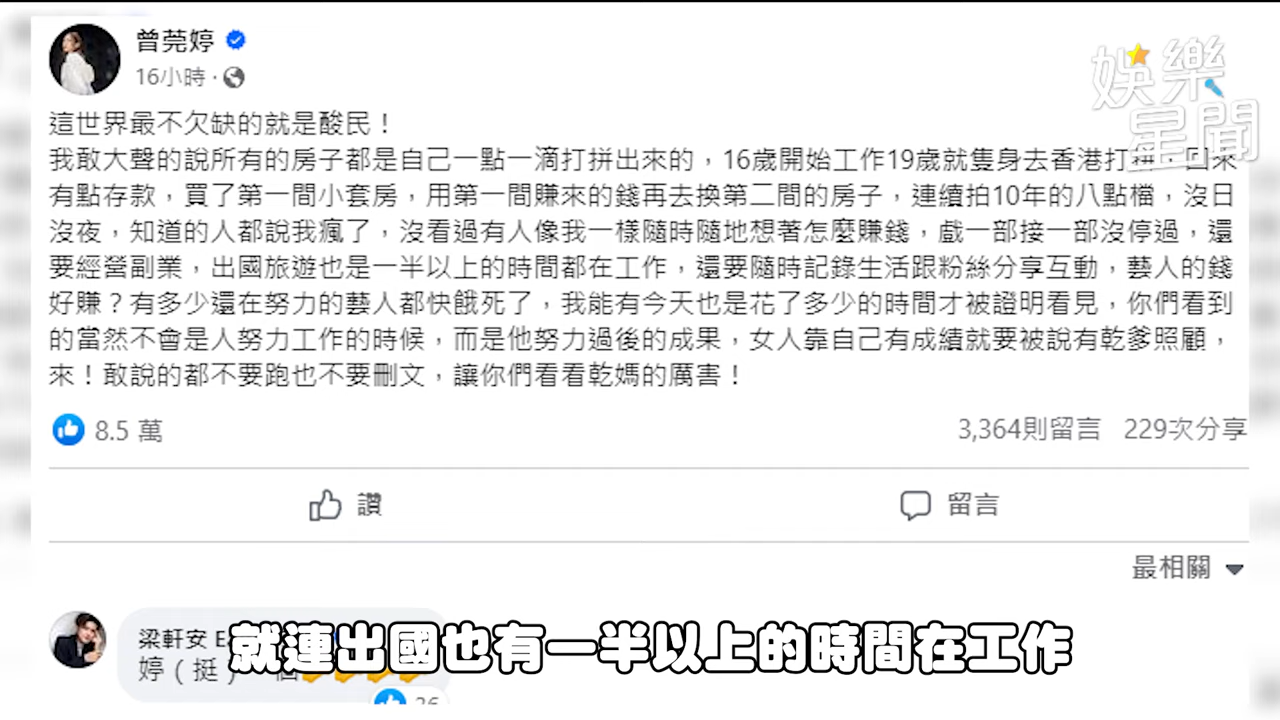 曾莞婷
16小時·
娛樂
星聞
這世界最不欠缺的就是酸民！
我敢大聲的說所有的房子都是自己一點一滴打拼出來的，16歲開始工作19歲就隻身去香港打拼，回來
有點存款，買了第一間小套房，用第一間賺來的錢再去換第二間的房子，連續拍10年的八點檔，沒日
沒夜，知道的人都說我瘋了，沒看過有人像我一樣隨時隨地想著怎麼賺錢，戲一部接一部沒停過，還
要經營副業，出國旅遊也是一半以上的時間都在工作，還要隨時記錄生活跟粉絲分享互動，藝人的錢
好賺？有多少還在努力的藝人都快餓死了，我能有今天也是花了多少的時間才被證明看見，你們看到
的當然不會是人努力工作的時候，而是他努力過後的成果，女人靠自己有成績就要被說有乾爹照顧，
來！敢說的都不要跑也不要刪文，讓你們看看乾媽的厲害！
8.5 萬
3,364則留言 229次分享
讚
留言
最相關
梁軒安
婷（挺）
就連出國也有一半以上的時間在工作